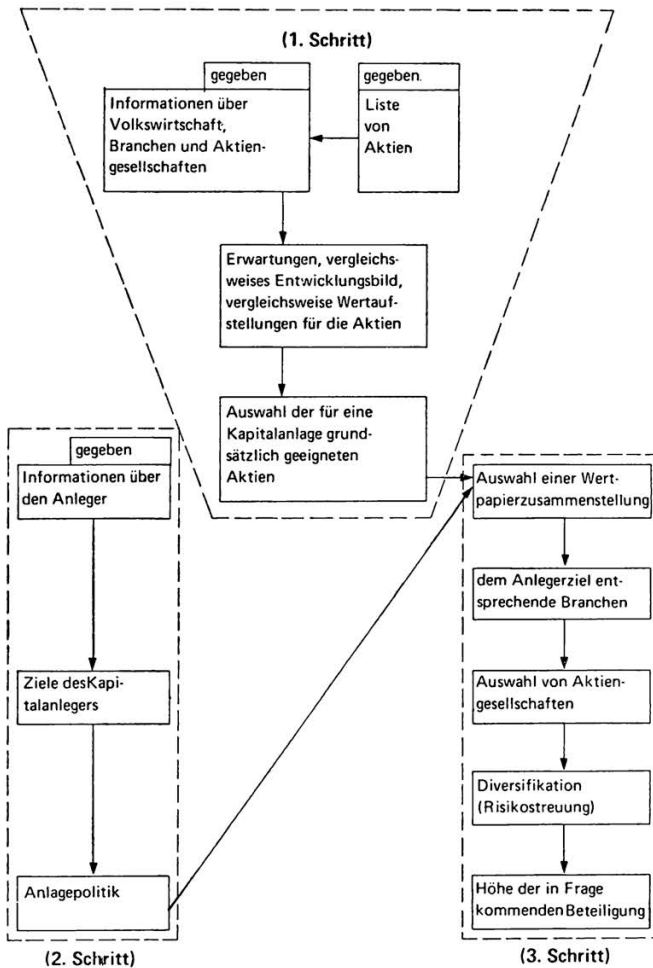 (1. Schritt)
gegeben
Informationen über
Volkswirtschaft,
Branchen und Aktien-
gesellschaften
gegeben.
Liste
von
Aktien
Erwartungen, vergleichs-
weises Entwicklungsbild,
vergleichsweise Wertauf-
stellungen für die Aktien
Auswahl der für eine
Kapitalanlage grund-
sätzlich geeigneten
Aktien
gegeben
Informationen über
den Anleger
Ziele desKapi-
talanlegers
Anlagepolitik
(2. Schritt)
Auswahl einer Wert-
papierzusammenstellung
dem Anlegerziel ent-
sprechende Branchen
Auswahl von Aktien-
gesellschaften
Diversifikation
(Risikostreuung)
Höhe der in Frage
kommenden Beteiligung
(3. Schritt)